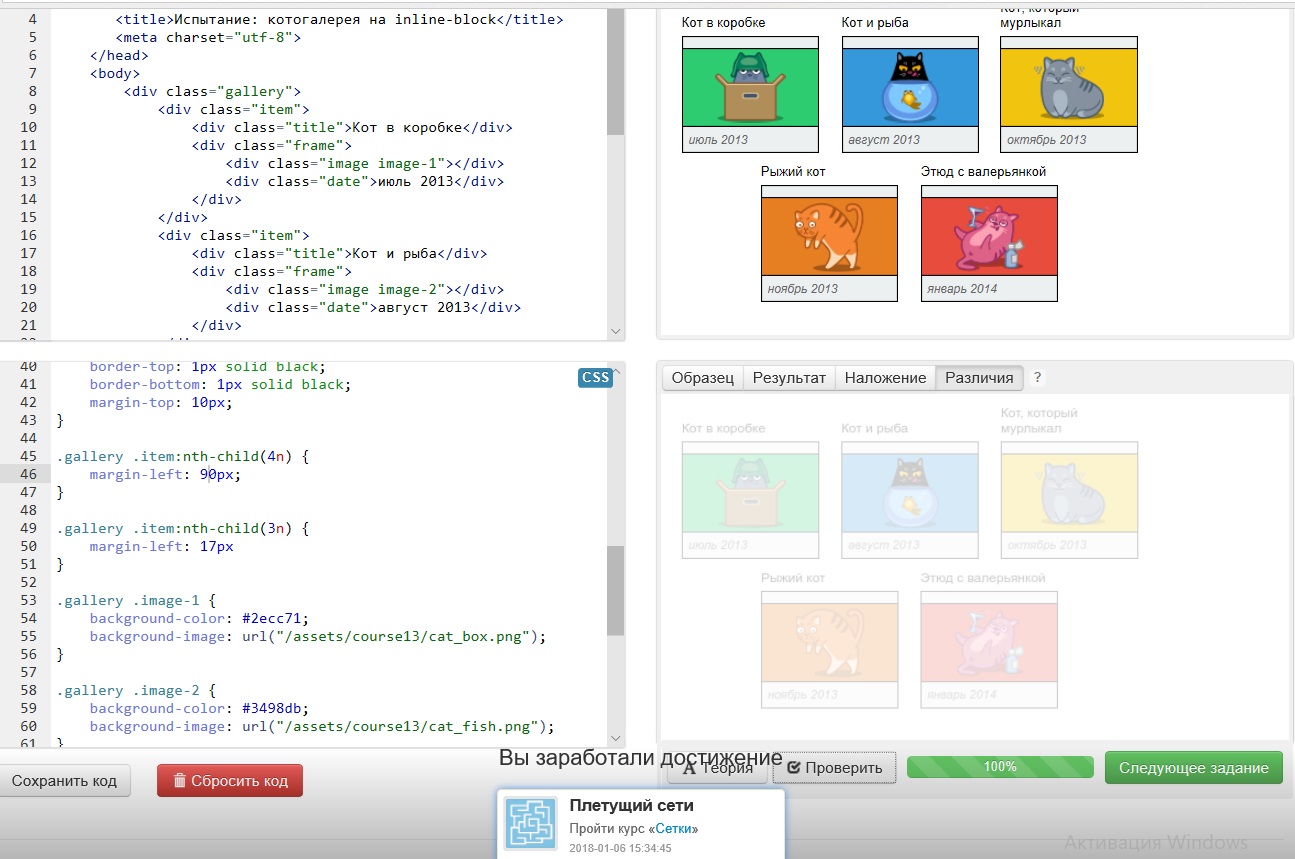 4 <title>Испытание: котогалерея на inline-block</title>
5 <meta charset="utf-8">
6 </head>
7 <body>
8 <div class="gallery">
9 <div class="item">
10 <div class="title">Кот в коробке</div>
11 <div class="frame">
12 <div class="image image-1"></div>
13 <div class="date">июль 2013</div>
14 </div>
15 </div>
16 <div class="item">
17 <div class="title">Кот и рыба</div>
18 <div class="frame">
19 <div class="image image-2"></div>
20 <div class="date">август 2013</div>
21 </div>
Кот в коробке Кот и рыба Кот, который
мурлыкал
июль 2013 август 2013 октябрь 2013
Рыжий кот Этюд с валерьянкой
ноябрь 2013 январь 2014
CSS
40 border-top: 1px solid black;
41 border-bottom: 1px solid black;
42 margin-top: 10px;
43 }
44
45 .gallery .item:nth-child(4n) {
46 margin-left: 90px;
47 }
48
49 .gallery .item:nth-child(3n) {
50 margin-left: 17px
51 }
52
53 .gallery .image-1 {
54 background-color: #2ecc71;
55 background-image: url("/assets/course13/cat_box.png");
56 }
57
58 .gallery .image-2 {
59 background-color: #3498db;
60 background-image: url("/assets/course13/cat_fish.png");
61 }
Образец Результат Наложение Различия ?
Кот в коробке Кот и рыба Кот, который
мурлыкал
июль 2013 август 2013 октябрь 2013
Рыжий кот Этюд с валерьянкой
ноябрь 2013 январь 2014
Сохранить код Сбросить код
Вы заработали достижение
Теория Проверить 100% Следующее задание
Плетущий сети
Пройти курс «Сетки»
2018-01-06 15:34:45
Активация Windows